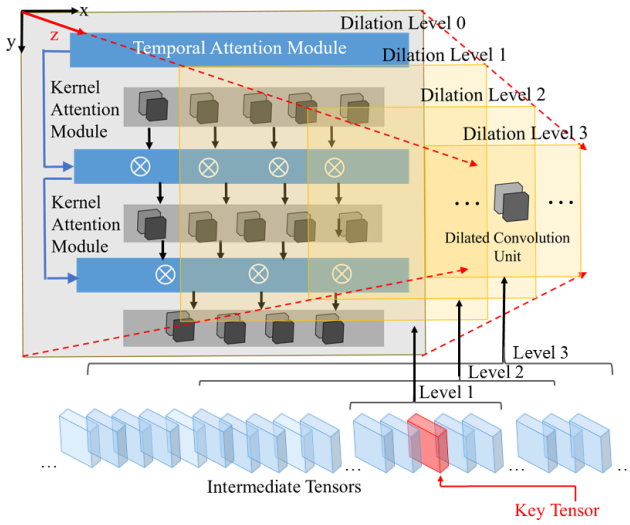 x
y
z
Dilation Level 0
Temporal Attention Module
Dilation Level 1
Kernel
Attention
Module
Dilation Level 2
Dilation Level 3
Kernel
Attention
Module
...
...
Dilated Convolution
Unit
Level 3
Level 2
Level 1
...
...
...
Intermediate Tensors
Key Tensor